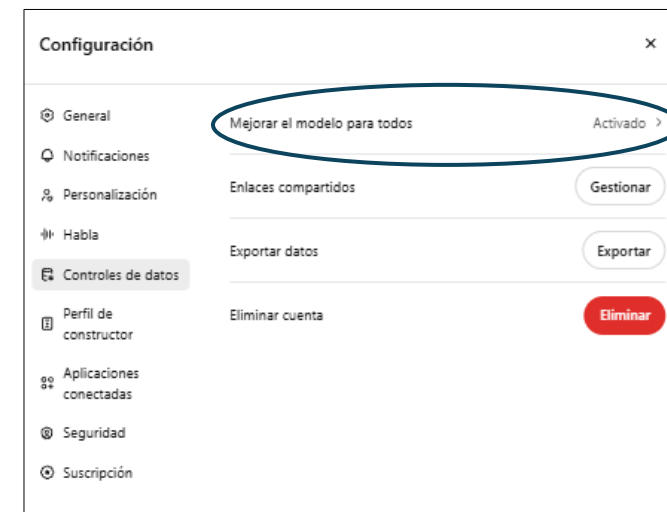 Configuración
General
Notificaciones
Personalización
Habla
Controles de datos
Perfil de
constructor
Aplicaciones
conectadas
Seguridad
Suscripción
Mejorar el modelo para todos
Activado
Enlaces compartidos
Gestionar
Exportar datos
Exportar
Eliminar cuenta
Eliminar